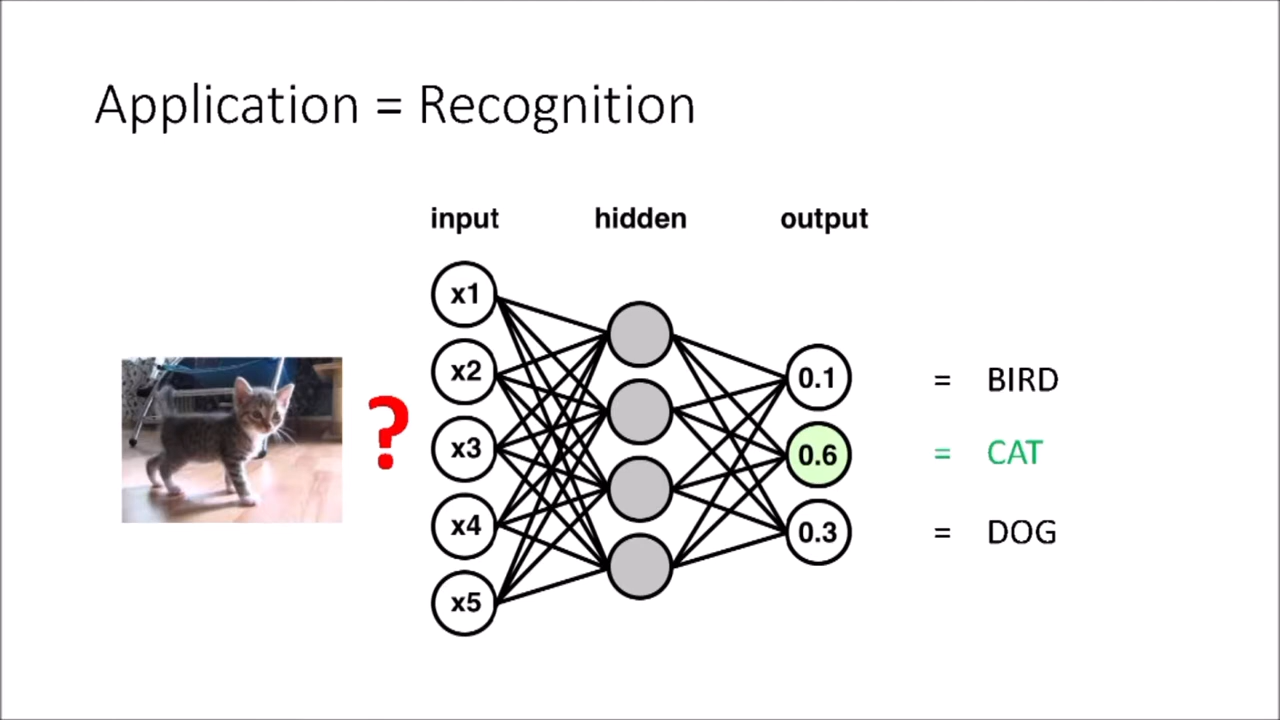 Application = Recognition
input hidden output
x1
x2
x3
x4
x5
?
0.1 = BIRD
0.6 = CAT
0.3 = DOG